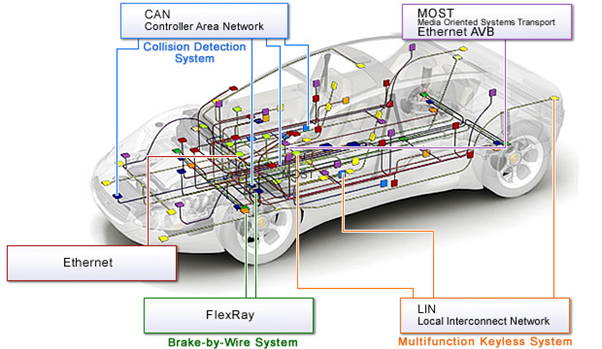 CAN
Controller Area Network
Collision Detection
System
MOST
Media Oriented Systems Transport
Ethernet AVB
MOST
Ethernet
FlexRay
Brake-by-Wire System
LIN
Local Interconnect Network
Multifunction Keyless System